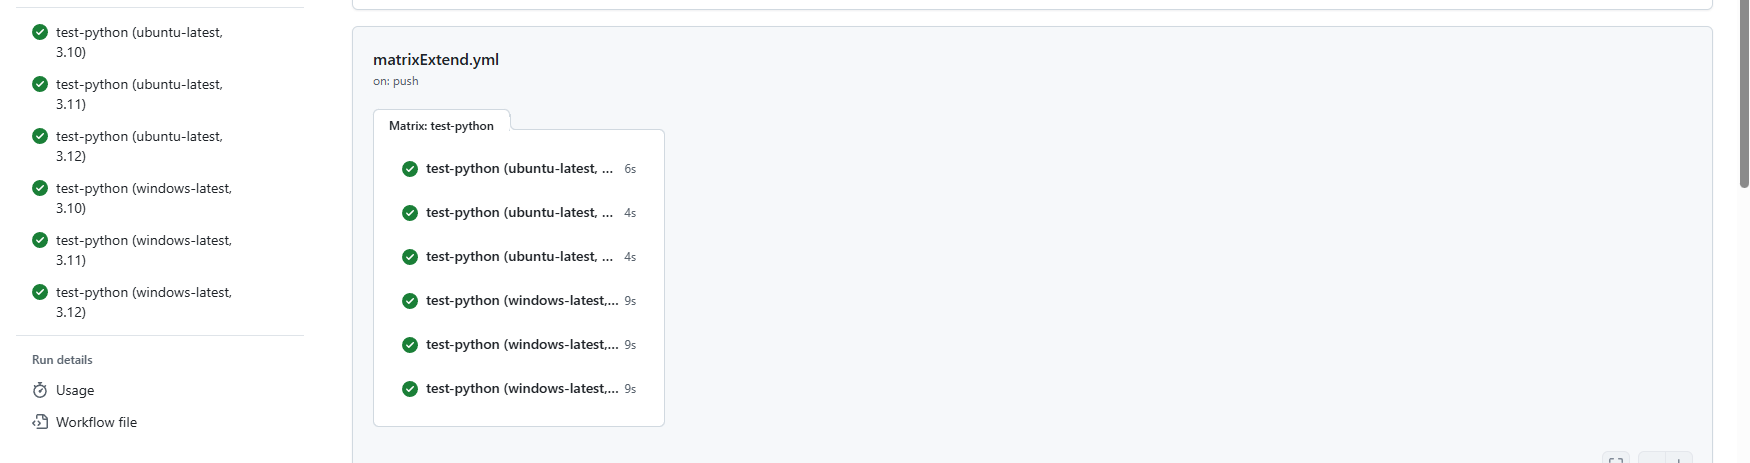 test-python (ubuntu-latest,
3.10)
test-python (ubuntu-latest,
3.11)
test-python (ubuntu-latest,
3.12)
test-python (windows-latest,
3.10)
test-python (windows-latest,
3.11)
test-python (windows-latest,
3.12)
Run details
Usage
Workflow file
matrixExtend.yml
on: push
Matrix: test-python
test-python (ubuntu-latest, ... 6s
test-python (ubuntu-latest, ... 4s
test-python (ubuntu-latest, ... 4s
test-python (windows-latest,... 9s
test-python (windows-latest,... 9s
test-python (windows-latest,... 9s